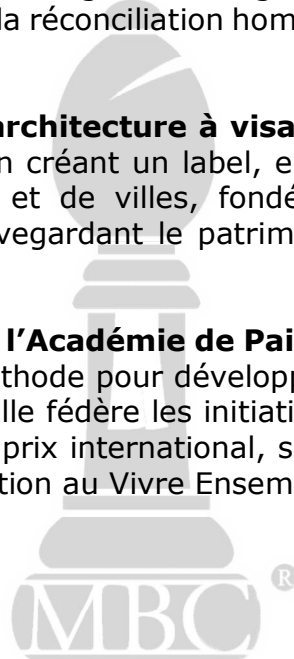 la réconciliation hom
architecture à visa
n créant un label, e
et de villes, fondé
vegardant le patrim
l’Académie de Pai
thode pour développ
lle fédère les initiati
prix international, s
tion au Vivre Ensem
MBC®